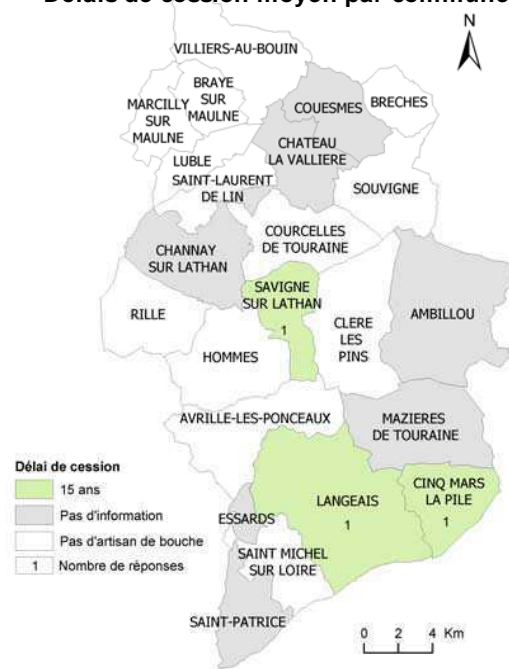 Délais de cession moyen par commune
N
VILLIERS-AU-BOUIN
BRAYE
SUR
MAULNE
MARCILLY
SUR
MAULNE
COUESMES
BRECHES
CHATEAU
LA VALLIERE
LUBLE
SAINT-LAURENT
DE LIN
SOUVIGNE
COURCELLES
DE TOURAINE
CHANNAY
SUR LATHAN
SAVIGNE
SUR LATHAN
1
RILLE
CLERE
LES
PINS
AMBILLOU
HOMMES
AVRILLE-LES-PONCEAUX
MAZIERES
DE TOURAINE
CINQ MARS
LA PILE
1
LANGEAIS
1
ESSARDS
SAINT MICHEL
SUR LOIRE
SAINT-PATRICE
Délai de cession
15 ans
Pas d'information
Pas d'artisan de bouche
1 Nombre de réponses
0 2 4 Km